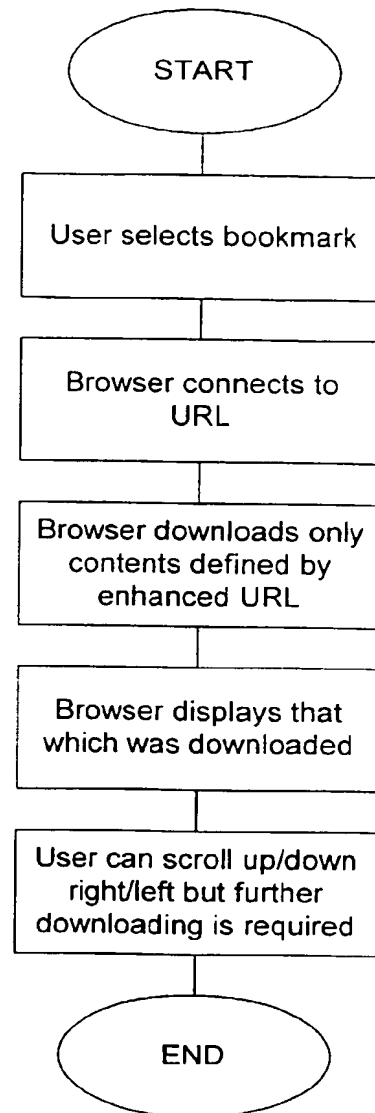 START
User selects bookmark
Browser connects to
URL
Browser downloads only
contents defined by
enhanced URL
Browser displays that
which was downloaded
User can scroll up/down
right/left but further
downloading is required
END